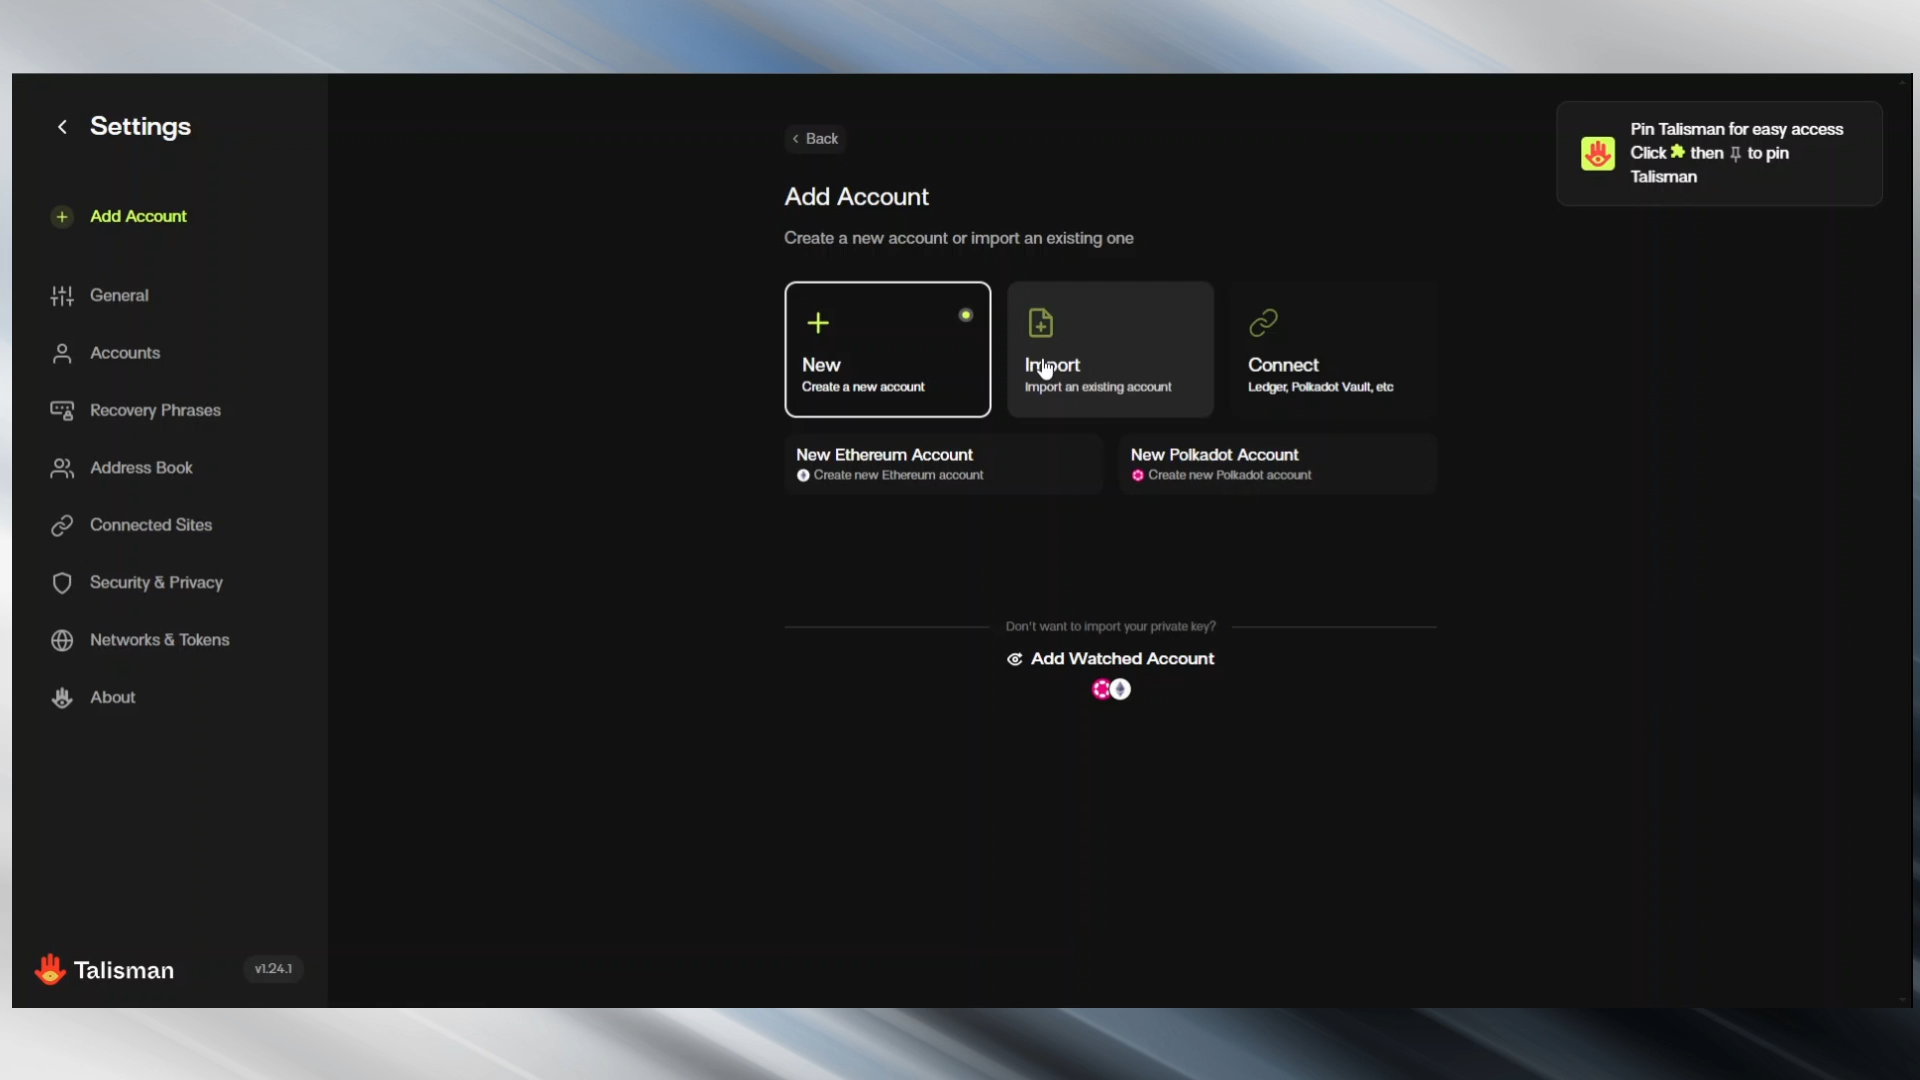 Settings
Add Account
General
Accounts
Recovery Phrases
Address Book
Connected Sites
Security & Privacy
Networks & Tokens
About
Talisman
v1.24.1
Back
Add Account
Create a new account or import an existing one
New
Create a new account
Import
Import an existing account
Connect
Ledger, Polkadot Vault, etc
New Ethereum Account
Create new Ethereum account
New Polkadot Account
Create new Polkadot account
Don't want to import your private key?
Add Watched Account
Pin Talisman for easy access
Click then to pin
Talisman